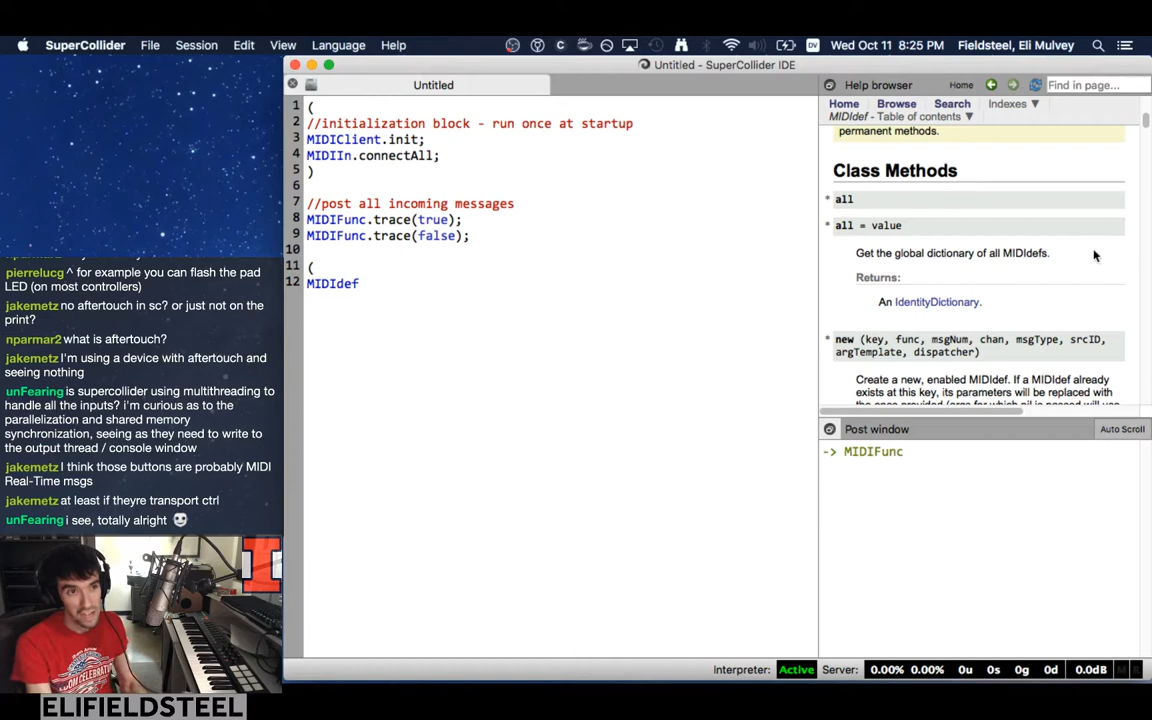 SuperCollider File Session Edit View Language Help
Wed Oct 11 8:25 PM Fieldsteel, Eli Mulvey
Untitled - SuperCollider IDE
Untitled
1 (
2 //initialization block - run once at startup
3 MIDIClient.init;
4 MIDIIn.connectAll;
5 )
6
7 //post all incoming messages
8 MIDIFunc.trace(true);
9 MIDIFunc.trace(false);
10
11 (
12 MIDIdef
Help browser Home Find in page...
Home Browse Search Indexes ▼
MIDIdef - Table of contents ▼
permanent methods.
Class Methods
* all
* all = value
Get the global dictionary of all MIDIdefs.
Returns:
An IdentityDictionary.
* new (key, func, msgNum, chan, msgType, srcID,
argTemplate, dispatcher)
Create a new, enabled MIDIdef. If a MIDIdef already
exists at this key, its parameters will be replaced with
Post window Auto Scroll
-> MIDIFunc
Interpreter: Active Server: 0.00% 0.00% 0u 0s 0g 0d 0.0dB M R
pierrelucg ^ for example you can flash the pad
LED (on most controllers)
jakemetz no aftertouch in sc? or just not on the
print?
nparmar2 what is aftertouch?
jakemetz I'm using a device with aftertouch and
seeing nothing
unFearing is supercollider using multithreading to
handle all the inputs? i'm curious as to the
parallelization and shared memory
synchronization, seeing as they need to write to
the output thread / console window
jakemetz I think those buttons are probably MIDI
Real-Time msgs
jakemetz at least if theyre transport ctrl
unFearing i see, totally alright
ELIFIELDSTEEL